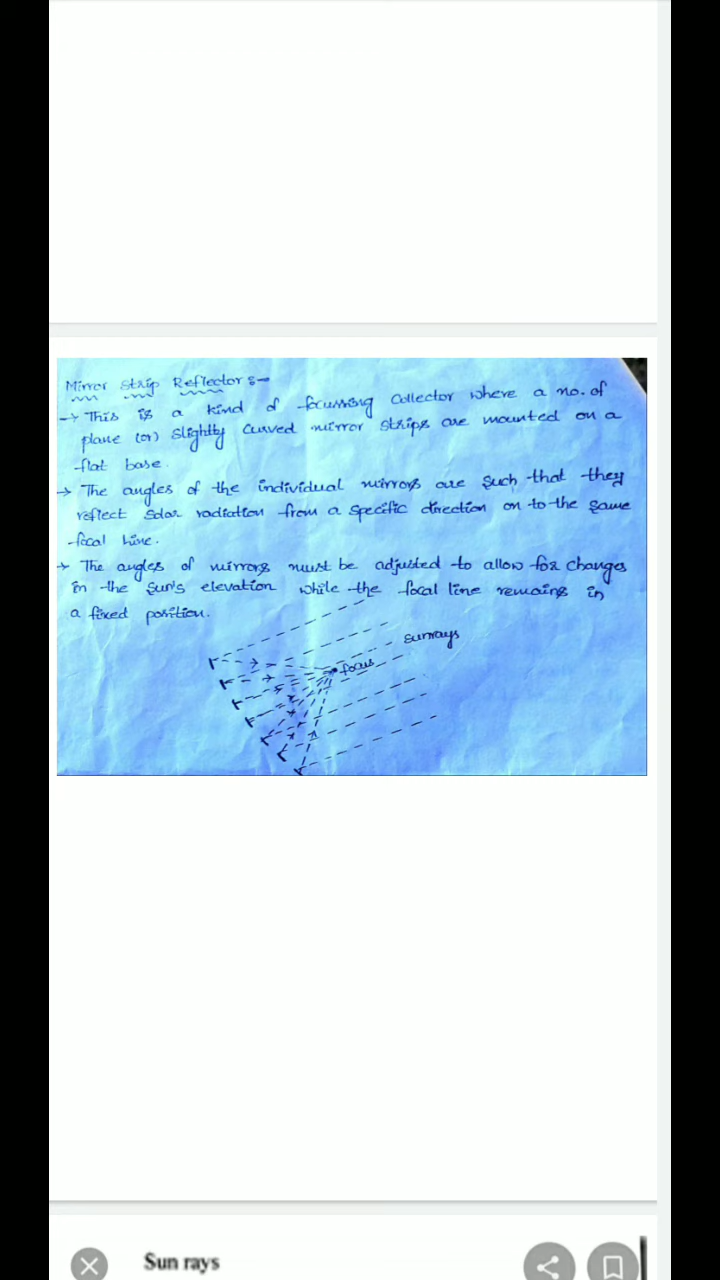 Mirror Strip Reflector :-
→ This is a kind of focussing Collector where a no. of
plane (or) slightly curved mirror strips are mounted on a
flat base.
→ The angles of the individual mirrors are such that they
reflect solar radiation from a specific direction on to the same
focal line.
→ The angles of mirrors must be adjusted to allow for changes
in the Sun's elevation while the focal line remains in
a fixed position.
sunrays
focus
Sun rays